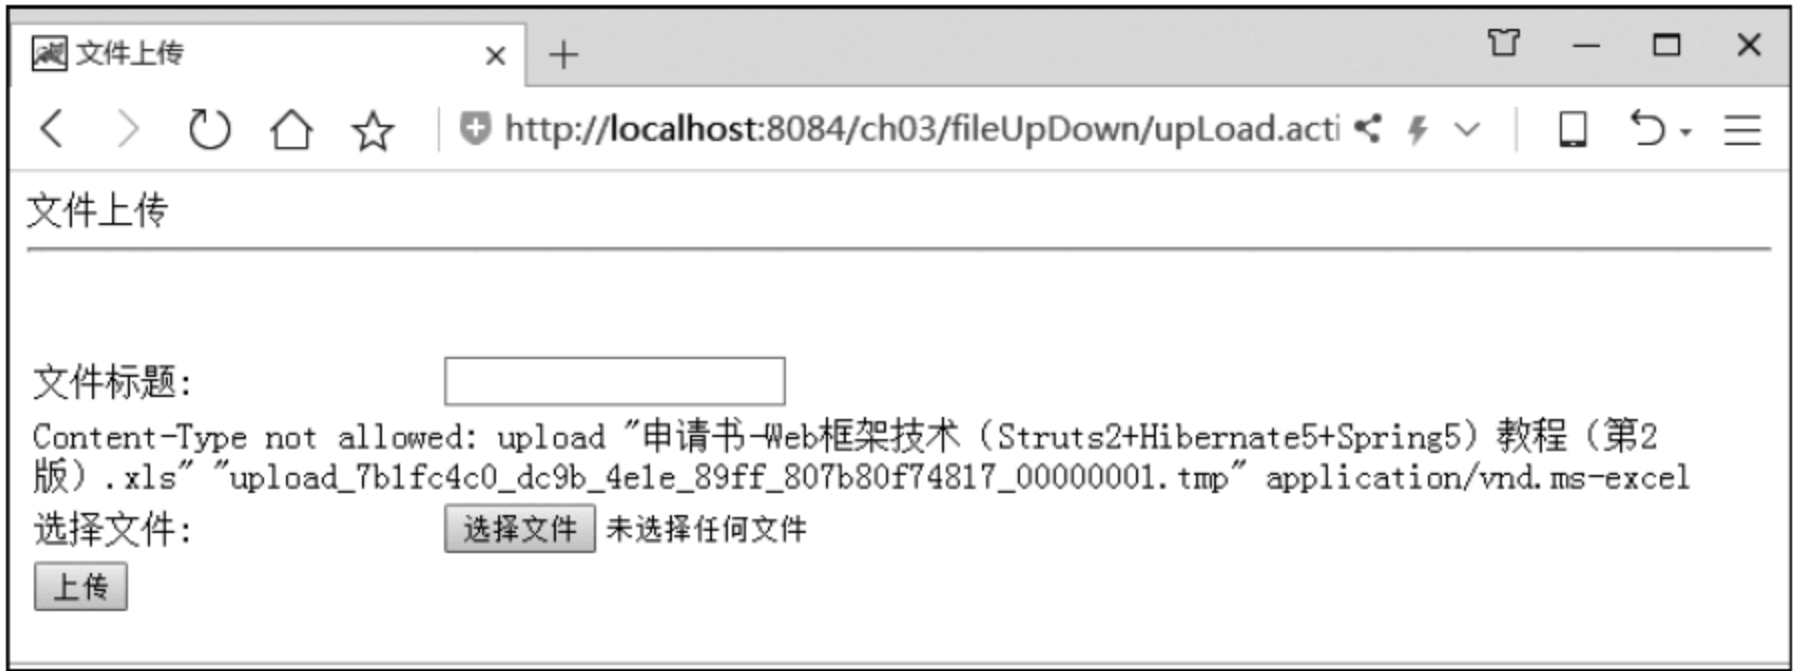 文件上传
http://localhost:8084/ch03/fileUpDown/upLoad.acti
文件上传
文件标题:
Content-Type not allowed: upload "申请书-Web框架技术（Struts2+Hibernate5+Spring5）教程（第2
版）.xls" "upload_7b1fc4c0_dc9b_4e1e_89ff_807b80f74817_00000001.tmp" application/vnd.ms-excel
选择文件: 选择文件 未选择任何文件
上传